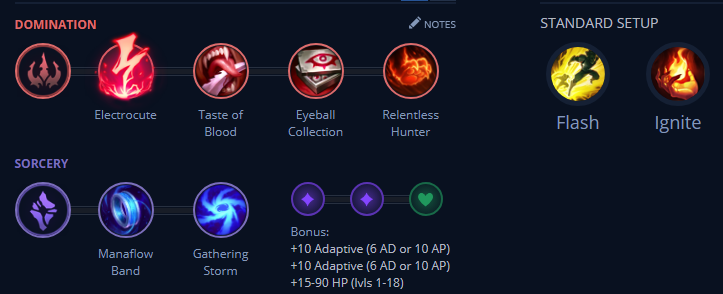 DOMINATION
NOTES
Electrocute
Taste of
Blood
Eyeball
Collection
Relentless
Hunter
SORCERY
Manaflow
Band
Gathering
Storm
Bonus:
+10 Adaptive (6 AD or 10 AP)
+10 Adaptive (6 AD or 10 AP)
+15-90 HP (lvls 1-18)
STANDARD SETUP
Flash
Ignite